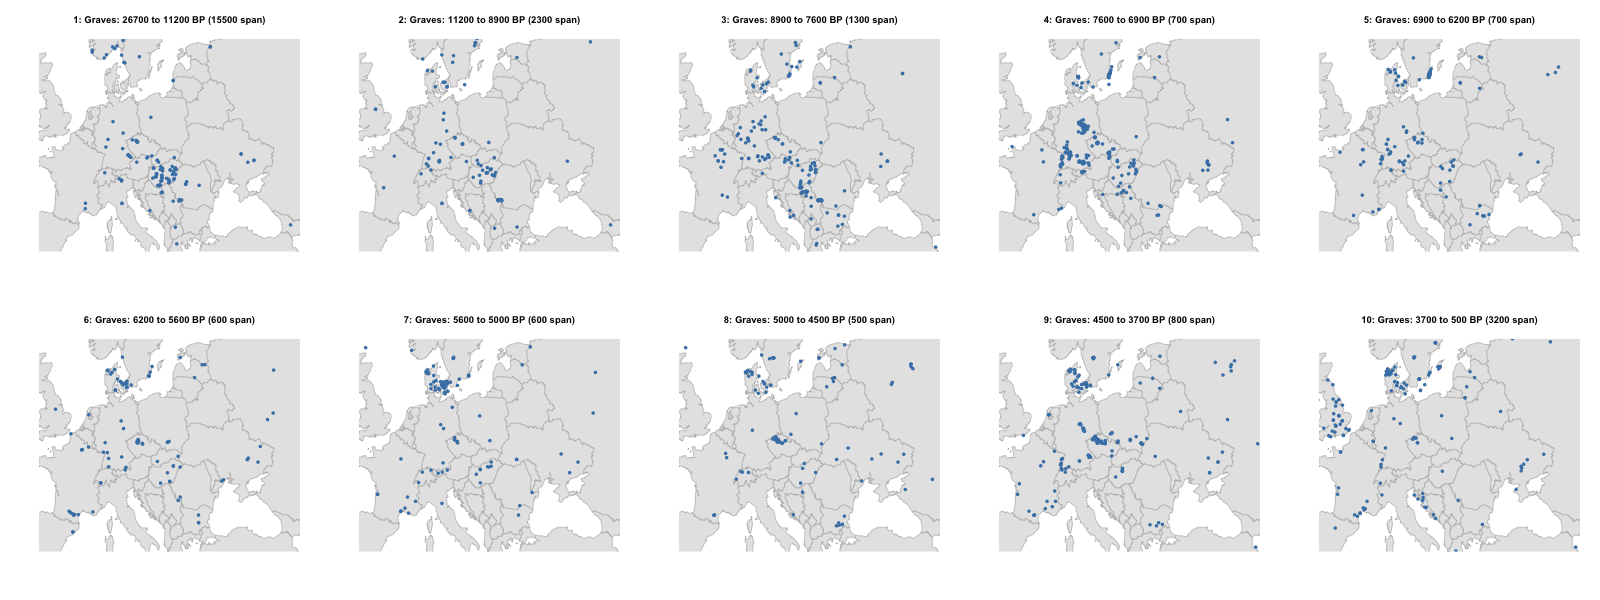 1: Graves: 26700 to 11200 BP (15500 span)
2: Graves: 11200 to 8900 BP (2300 span)
3: Graves: 8900 to 7600 BP (1300 span)
4: Graves: 7600 to 6900 BP (700 span)
5: Graves: 6900 to 6200 BP (700 span)
6: Graves: 6200 to 5600 BP (600 span)
7: Graves: 5600 to 5000 BP (600 span)
8: Graves: 5000 to 4500 BP (500 span)
9: Graves: 4500 to 3700 BP (800 span)
10: Graves: 3700 to 500 BP (3200 span)